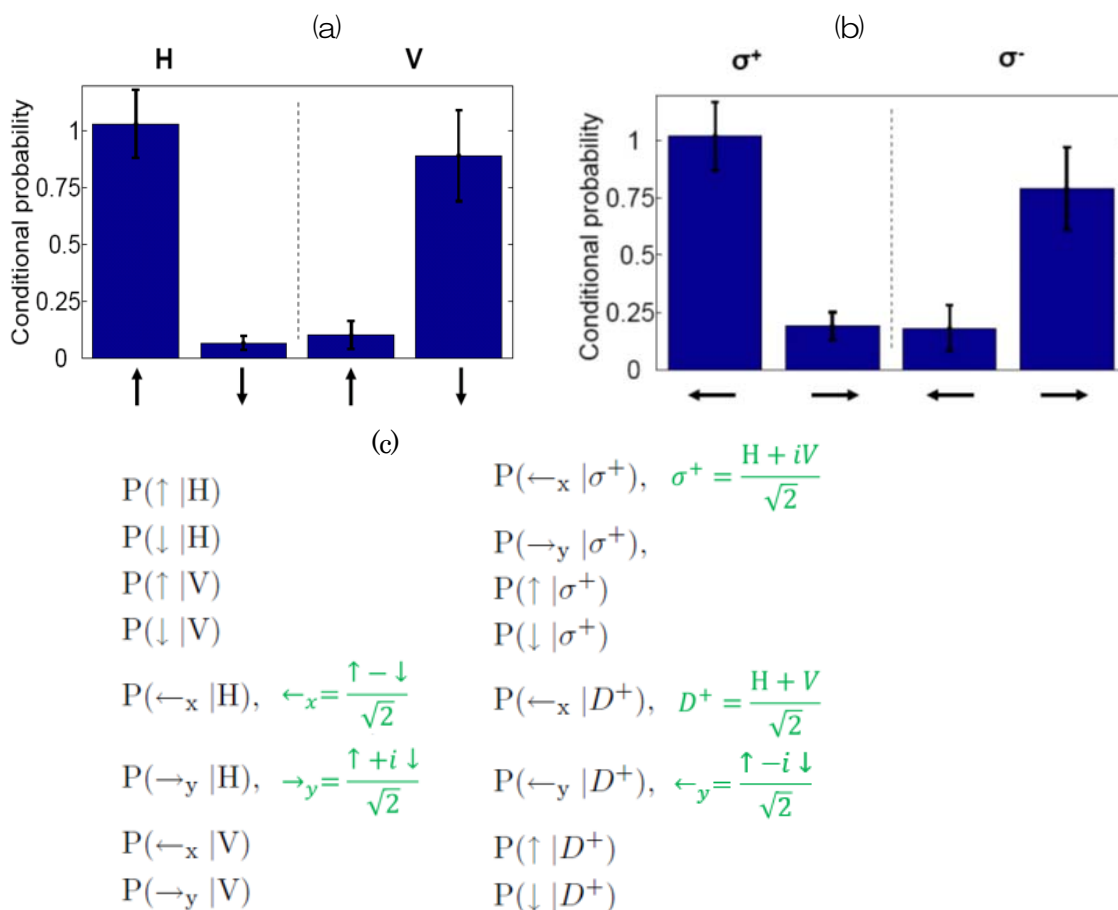 (a)
H V
Conditional probability
1
0.75
0.5
0.25
0
↑ ↓ ↑ ↓
(b)
σ⁺ σ⁻
Conditional probability
1
0.75
0.5
0.25
0
← → ← →
(c)
P(↑ |H)
P(↓ |H)
P(↑ |V)
P(↓ |V)
P(←ₓ |H), ←ₓ= (↑ − ↓)/√2
P(→y |H), →y= (↑ +i ↓)/√2
P(←ₓ |V)
P(→y |V)
P(←ₓ |σ⁺), σ⁺ = (H + iV)/√2
P(→y |σ⁺),
P(↑ |σ⁺)
P(↓ |σ⁺)
P(←ₓ |D⁺), D⁺ = (H + V)/√2
P(←y |D⁺), ←y= (↑ −i ↓)/√2
P(↑ |D⁺)
P(↓ |D⁺)